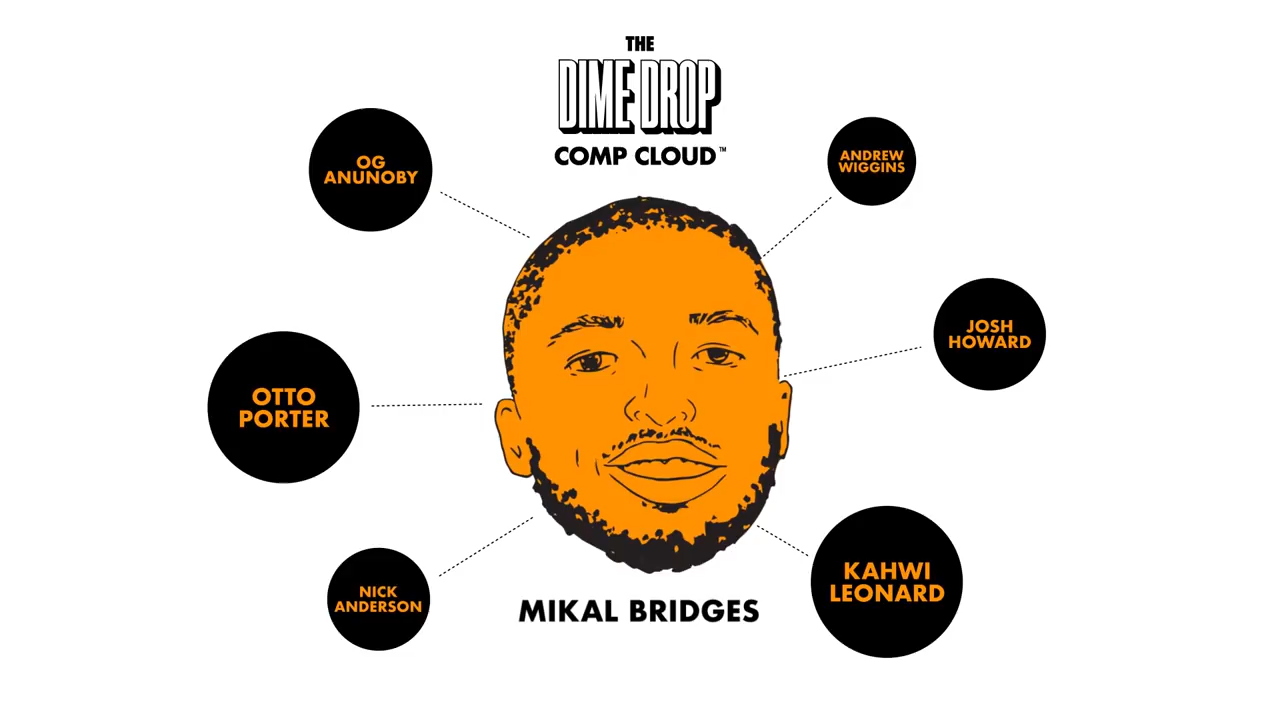 THE
DIME DROP
COMP CLOUD™
OG
ANUNOBY
ANDREW
WIGGINS
JOSH
HOWARD
OTTO
PORTER
NICK
ANDERSON
KAHWI
LEONARD
MIKAL BRIDGES